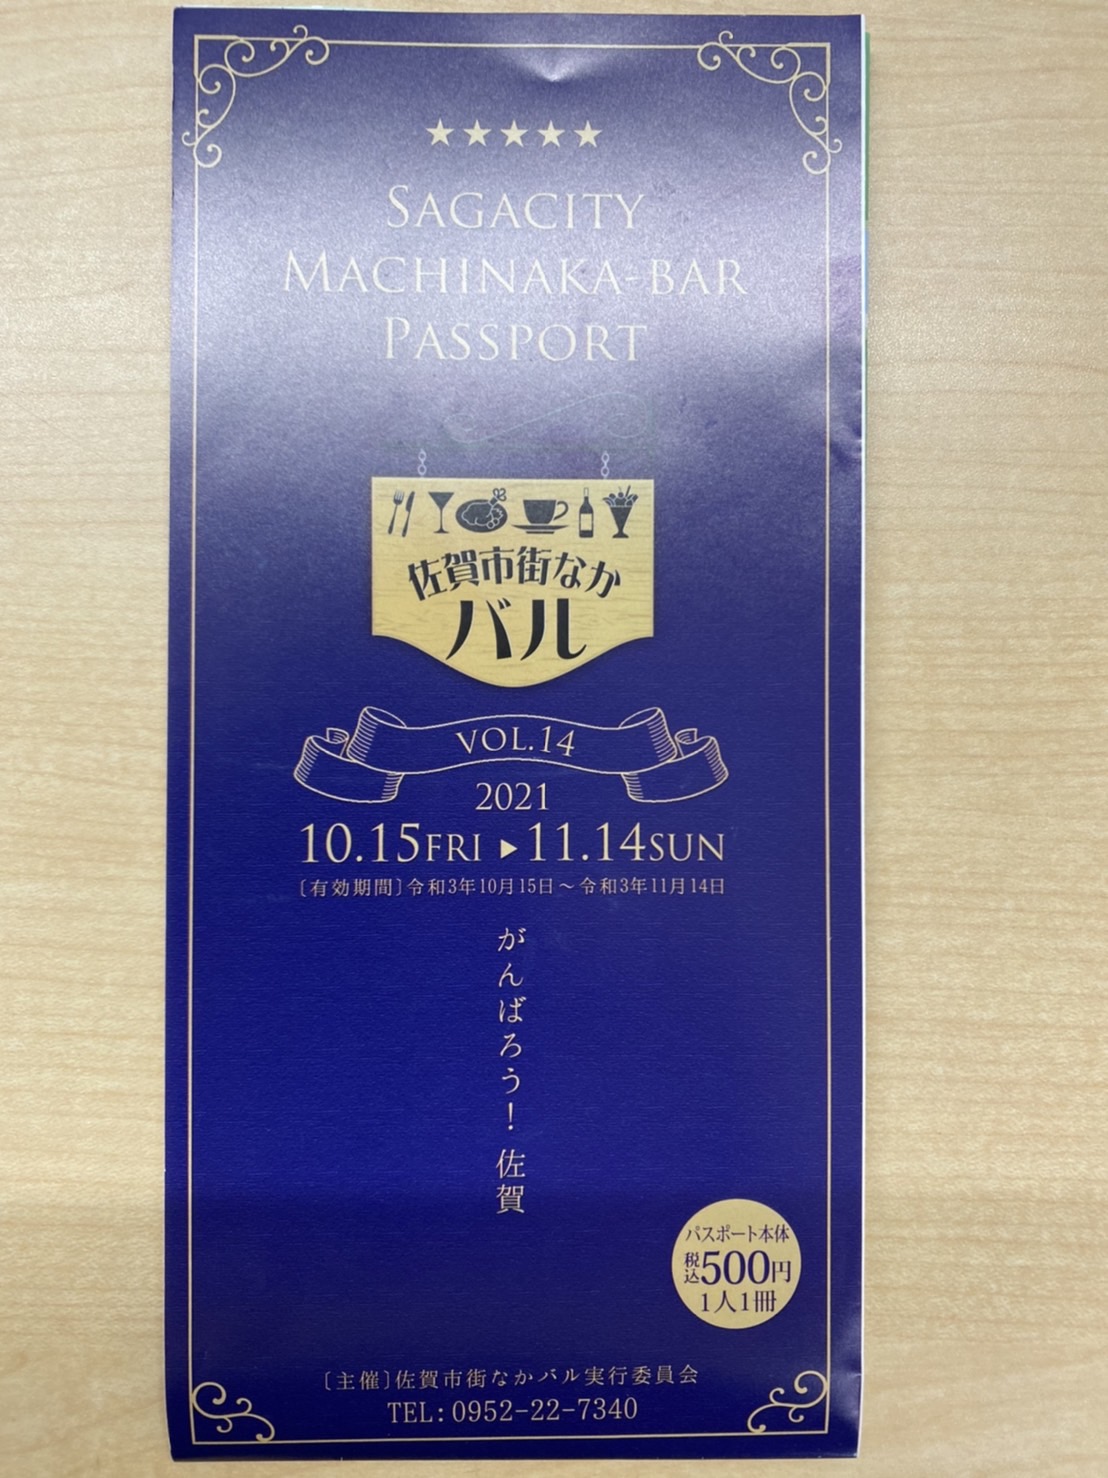 ★★★★★
SAGACITY
MACHINAKA-BAR
PASSPORT
佐賀市街なか
バル
VOL.14
2021
10.15FRI▶11.14SUN
〔有効期間〕令和3年10月15日～令和3年11月14日
がんばろう！佐賀
パスポート本体
税込500円
1人1冊
〔主催〕佐賀市街なかバル実行委員会
TEL:0952-22-7340